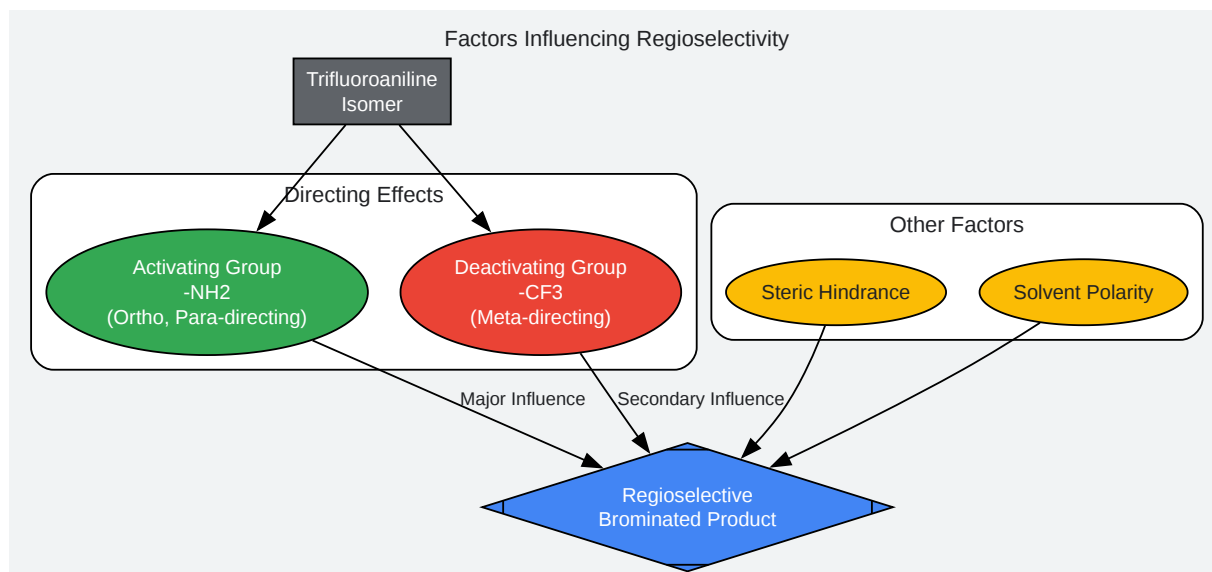 Factors Influencing Regioselectivity
Trifluoroaniline
Isomer
Directing Effects
Activating Group
-NH2
(Ortho, Para-directing)
Deactivating Group
-CF3
(Meta-directing)
Other Factors
Steric Hindrance
Solvent Polarity
Major Influence
Secondary Influence
Regioselective
Brominated Product